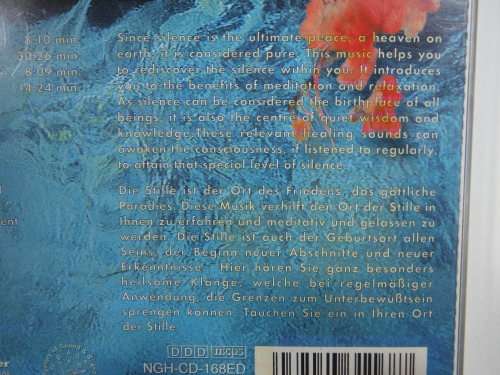 8:10 min.
30:26 min.
8:09 min.
14:24 min.
Since silence is the ultimate peace, a heaven on
earth, it is considered pure. This music helps you
to rediscover the silence within you. It introduces
you to the benefits of meditation and relaxation.
As silence can be considered the birthplace of all
beings, it is also the centre of quiet wisdom and
knowledge. These relevant healing sounds can
awaken the consciousness, if listened to regularly,
to attain that special level of silence.
Die Stille ist der Ort des Friedens, das göttliche
Paradies. Diese Musik verhilft den Ort der Stille in
Ihnen zu erfahren und meditativ und gelassen zu
werden. Die Stille ist auch der Geburtsort allen
Seins, der Beginn neuer Abschnitte und neuer
Erkenntnisse. Hier hören Sie ganz besonders
heilsame Klänge, welche bei regelmäßiger
Anwendung, die Grenzen zum Unterbewußtsein
sprengen können. Tauchen Sie ein in Ihren Ort
der Stille
DDD
NGH-CD-168ED